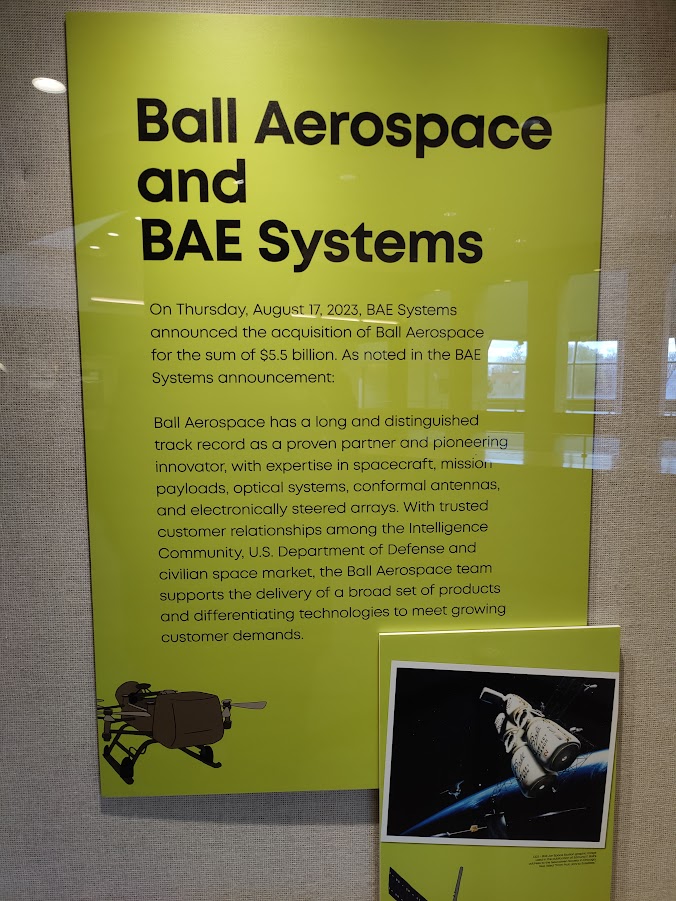 Ball Aerospace
and
BAE Systems
On Thursday, August 17, 2023, BAE Systems
announced the acquisition of Ball Aerospace
for the sum of $5.5 billion. As noted in the BAE
Systems announcement:
Ball Aerospace has a long and distinguished
track record as a proven partner and pioneering
innovator, with expertise in spacecraft, mission
payloads, optical systems, conformal antennas,
and electronically steered arrays. With trusted
customer relationships among the Intelligence
Community, U.S. Department of Defense and
civilian space market, the Ball Aerospace team
supports the delivery of a broad set of products
and differentiating technologies to meet growing
customer demands.